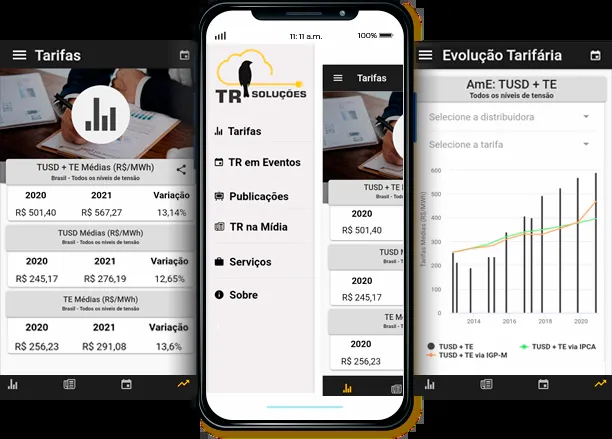 Tarifas
TUSD + TE Médias (R$/MWh)
Brasil - Todos os níveis de tensão
2020 2021 Variação
R$ 501,40 R$ 567,27 13,14%
TUSD Médias (R$/MWh)
Brasil - Todos os níveis de tensão
2020 2021 Variação
R$ 245,17 R$ 276,19 12,65%
TE Médias (R$/MWh)
Brasil - Todos os níveis de tensão
2020 2021 Variação
R$ 256,23 R$ 291,08 13,6%
11:11 a.m. 100%
TR SOLUÇÕES
Tarifas
TR em Eventos
Publicações
TR na Mídia
Serviços
Sobre
Tarifas
TUSD + TE
Brasil - T
2020
R$ 501,40
TUSD M
Brasil - T
2020
R$ 245,17
TE M
Brasil - T
2020
R$ 256,23
Evolução Tarifária
AmE: TUSD + TE
Todos os níveis de tensão
Selecione a distribuidora
Selecione a tarifa
Tarifas Médias (R$/MWh)
600
500
400
300
200
100
0
2014 2016 2018 2020
TUSD + TE
TUSD + TE via IPCA
TUSD + TE via IGP-M